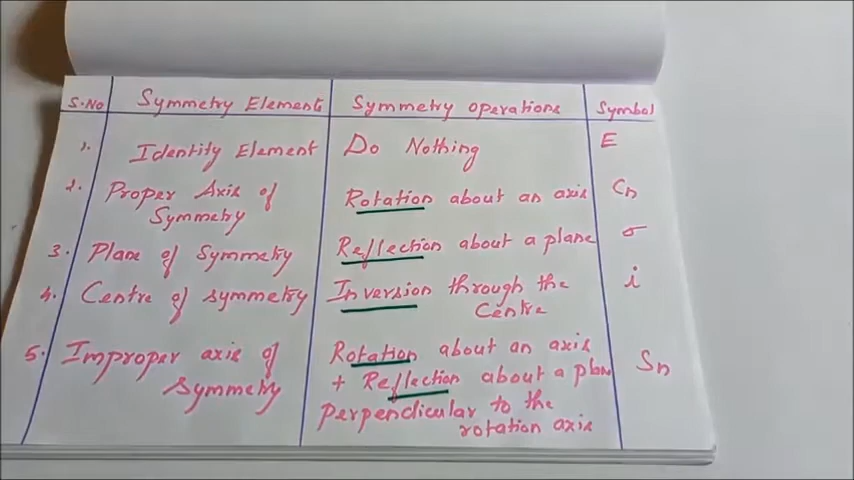 S.No Symmetry Element Symmetry operations Symbol
1. Identity Element Do Nothing E
2. Proper Axis of Symmetry Rotation about an axis Cn
3. Plane of Symmetry Reflection about a plane σ
4. Centre of symmetry Inversion through the Centre i
5. Improper axis of symmetry Rotation about an axis + Reflection about a plane perpendicular to the rotation axis Sn